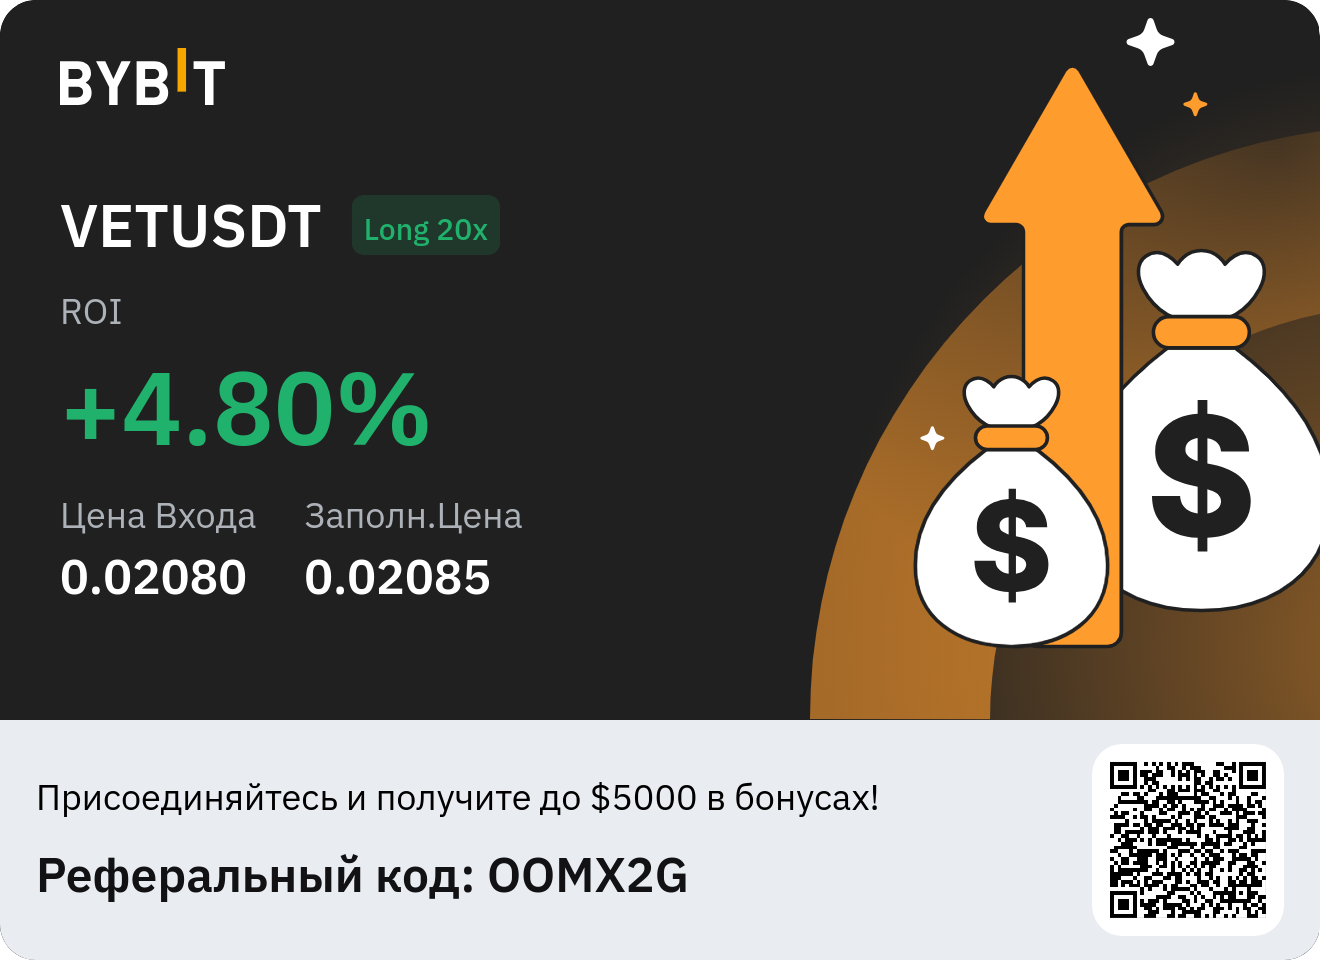 BYBIT
VETUSDT Long 20x
ROI
+4.80%
Цена Входа Заполн.Цена
0.02080 0.02085
$ $
Присоединяйтесь и получите до $5000 в бонусах!
Реферальный код: OOMX2G